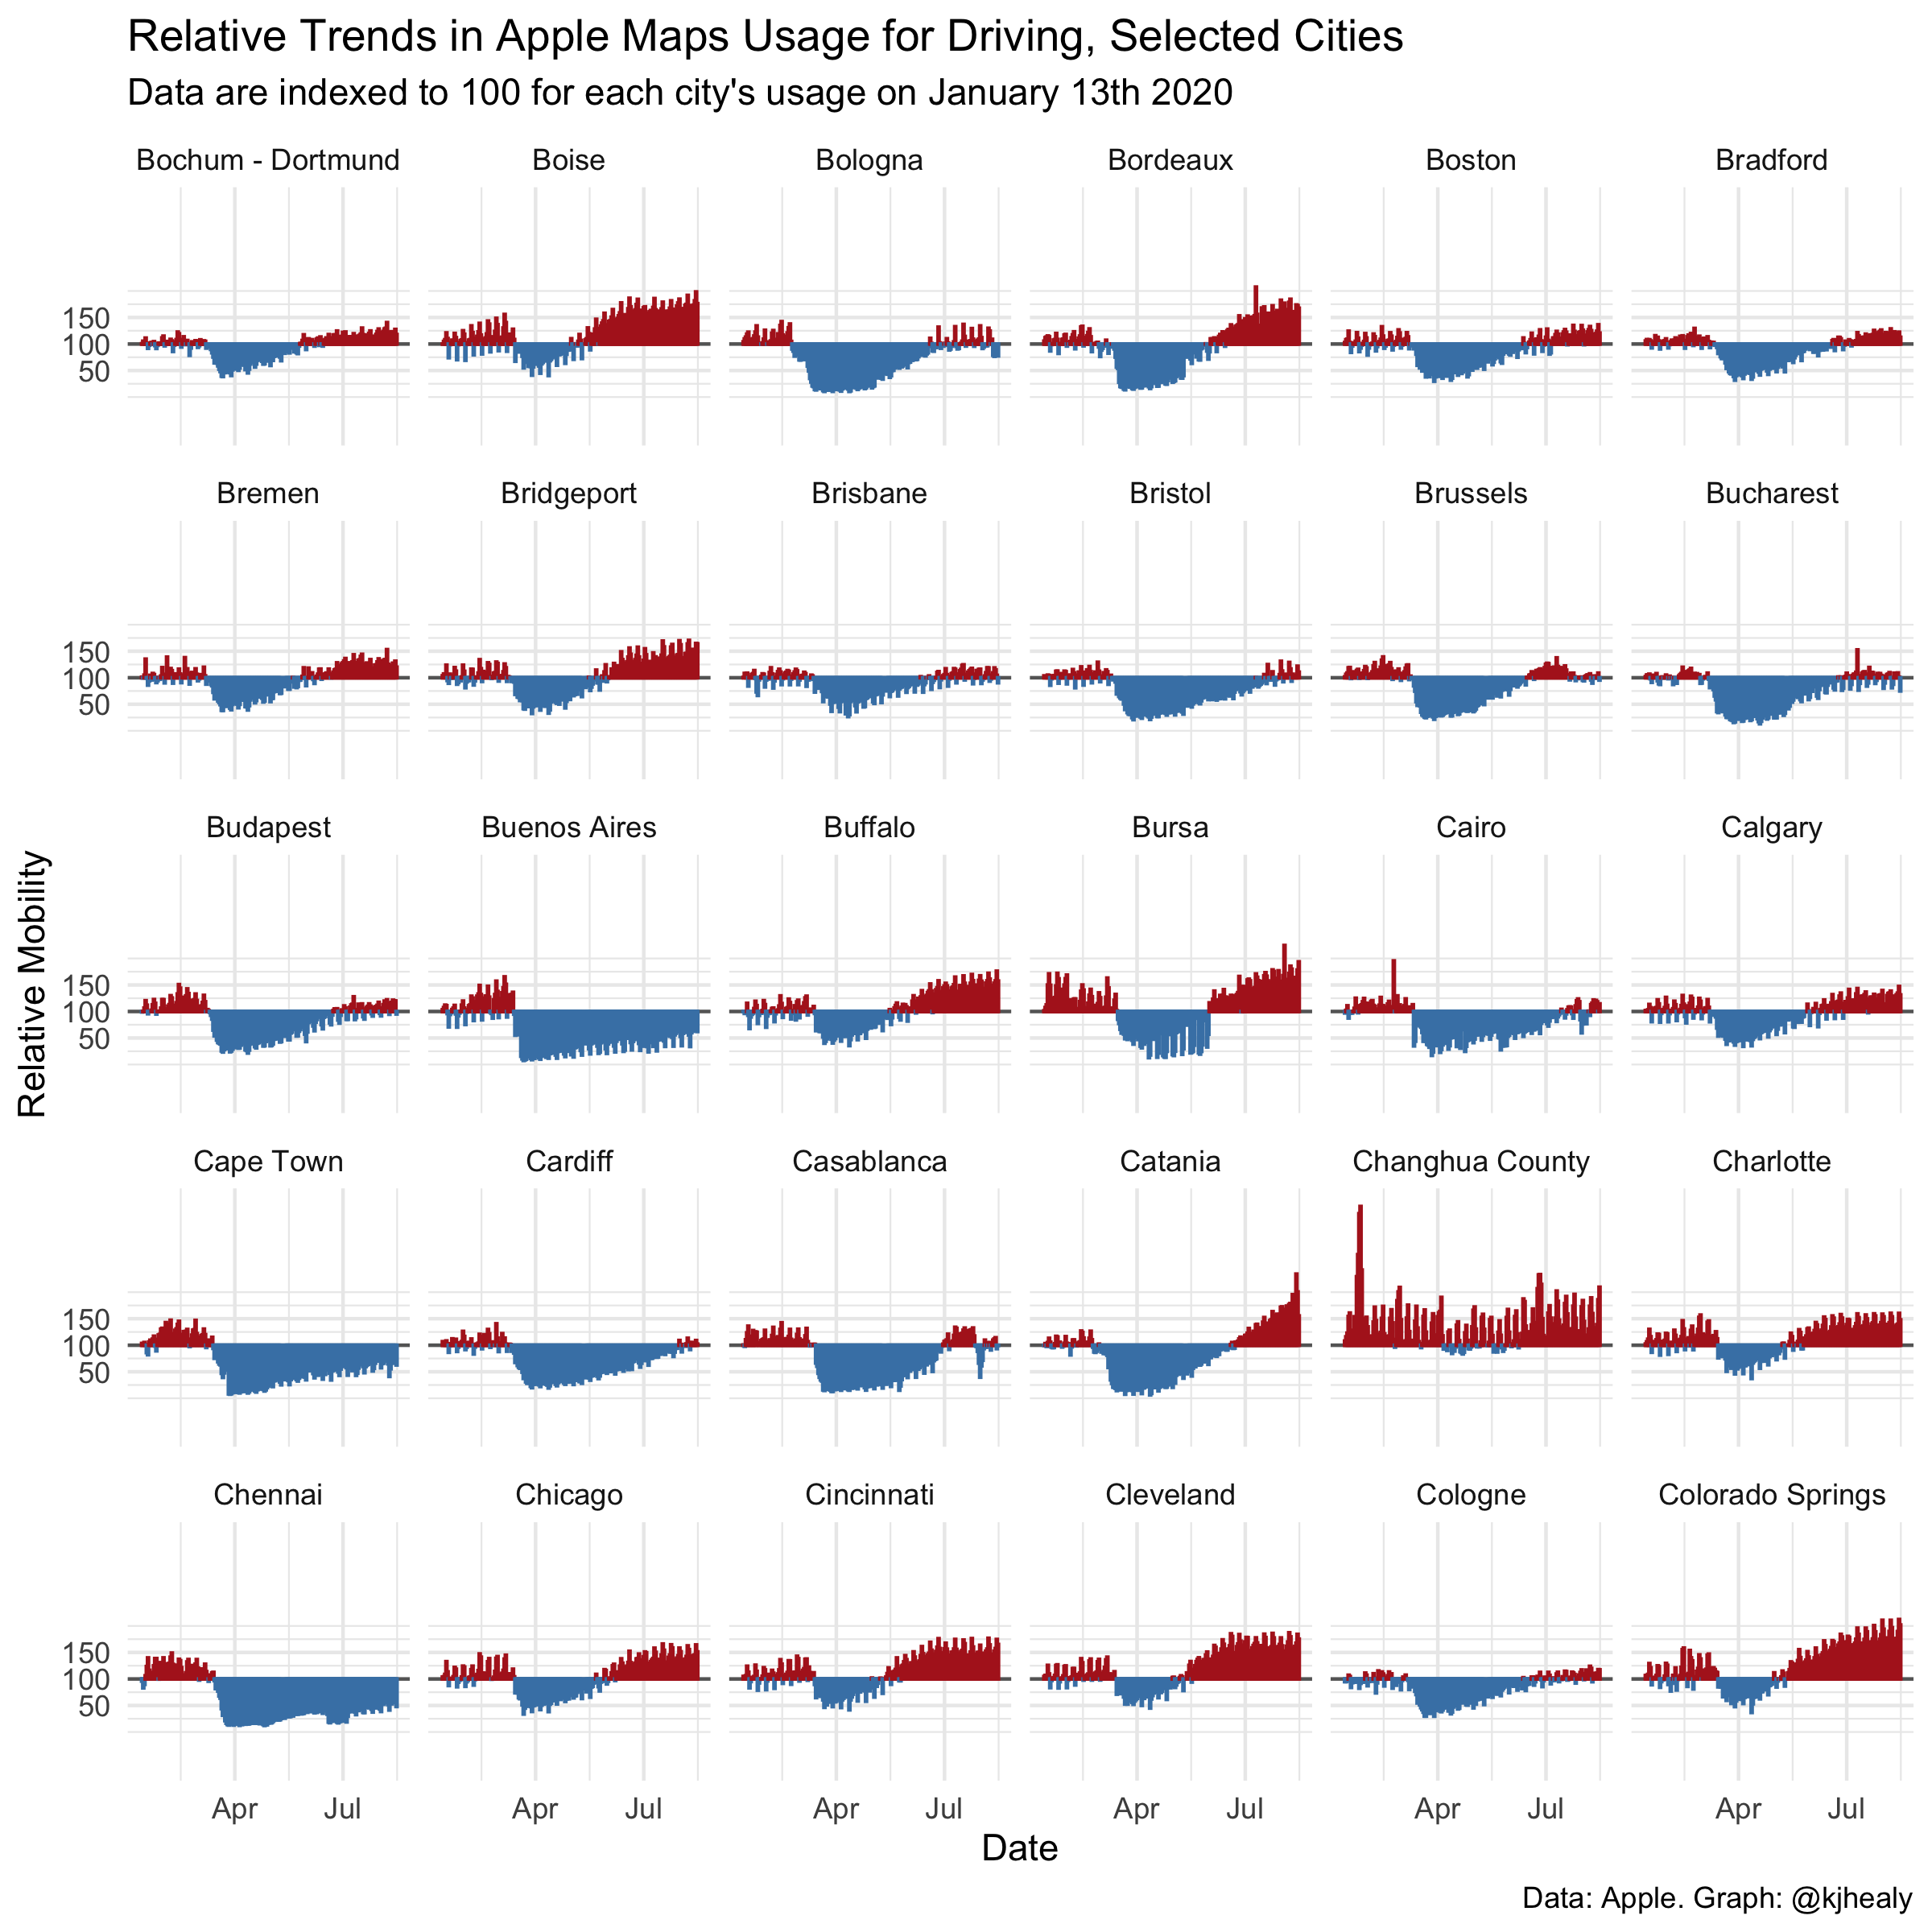 Relative Trends in Apple Maps Usage for Driving, Selected Cities
Data are indexed to 100 for each city's usage on January 13th 2020
Bochum - Dortmund Boise Bologna Bordeaux Boston Bradford
150
100
50
Bremen Bridgeport Brisbane Bristol Brussels Bucharest
150
100
50
Budapest Buenos Aires Buffalo Bursa Cairo Calgary
150
100
50
Relative Mobility
Cape Town Cardiff Casablanca Catania Changhua County Charlotte
150
100
50
Chennai Chicago Cincinnati Cleveland Cologne Colorado Springs
150
100
50
Apr Jul Apr Jul Apr Jul Apr Jul Apr Jul Apr Jul
Date
Data: Apple. Graph: @kjhealy